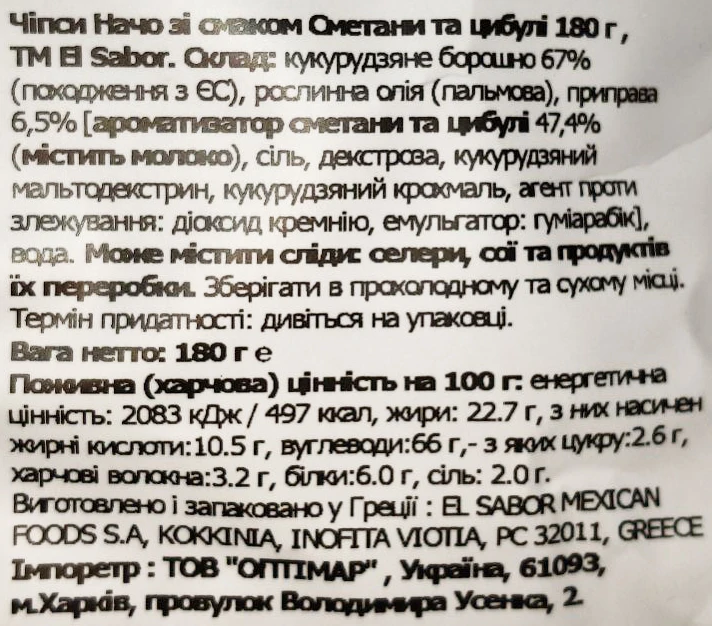 Чіпси Начо зі смаком Сметани та цибулі 180 г,
ТМ El Sabor. Склад: кукурудзяне борошно 67%
(походження з ЄС), рослинна олія (пальмова), приправа
6,5% [ароматизатор сметани та цибулі 47,4%
(містить молоко), сіль, декстроза, кукурудзяний
мальтодекстрин, кукурудзяний крохмаль, агент проти
злежування: діоксид кремнію, емульгатор: гуміарабік],
вода. Може містити сліди: селери, сої та продуктів
їх переробки. Зберігати в прохолодному та сухому місці.
Термін придатності: дивіться на упаковці.
Вага нетто: 180 г е
Поживна (харчова) цінність на 100 г: енергетична
цінність: 2083 кДж / 497 ккал, жири: 22.7 г, з них насичен
жирні кислоти:10.5 г, вуглеводи:66 г,- з яких цукру:2.6 г,
харчові волокна:3.2 г, білки:6.0 г, сіль: 2.0 г.
Виготовлено і запаковано у Греції : EL SABOR MEXICAN
FOODS S.A, KOKKINIA, INOFITA VIOTIA, PC 32011, GREECE
Імпоретр : ТОВ "ОПТІМАР" , Україна, 61093,
м.Харків, провулок Володимира Усенка, 2